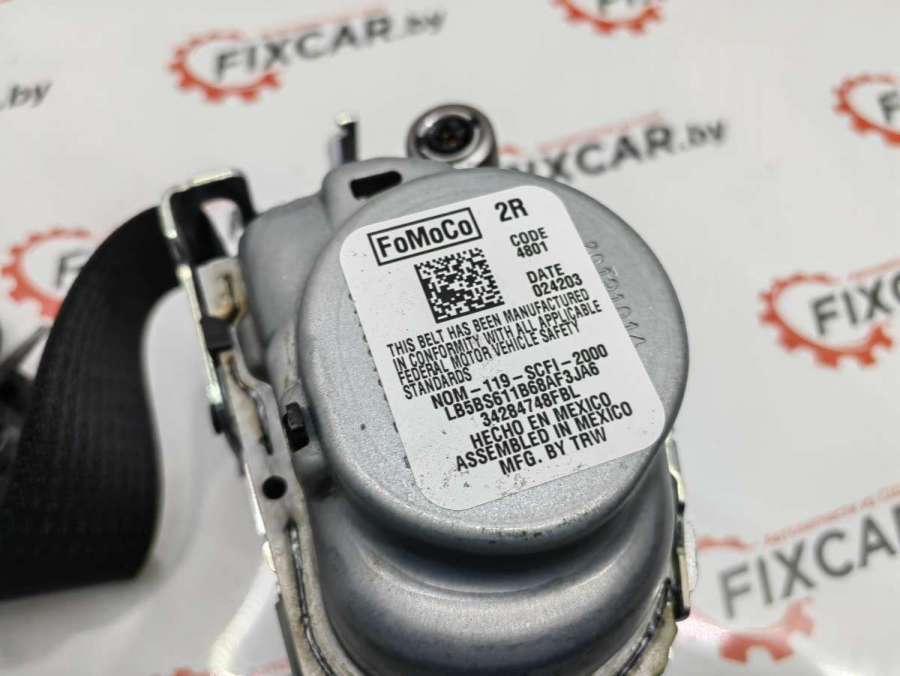 FIXCAR.by
.by
FIXCAR.by
FoMoCo
2R
CODE
4801
DATE
024203
THIS BELT HAS BEEN MANUFACTURED
IN CONFORMITY WITH ALL APPLICABLE
FEDERAL MOTOR VEHICLE SAFETY
STANDARDS
NOM-119-SCFI-2000
LB5BS611B68AF3JA6
34284748FBL
HECHO EN MEXICO
ASSEMBLED IN MEXICO
MFG. BY TRW
FIXCAR
FIXCAR